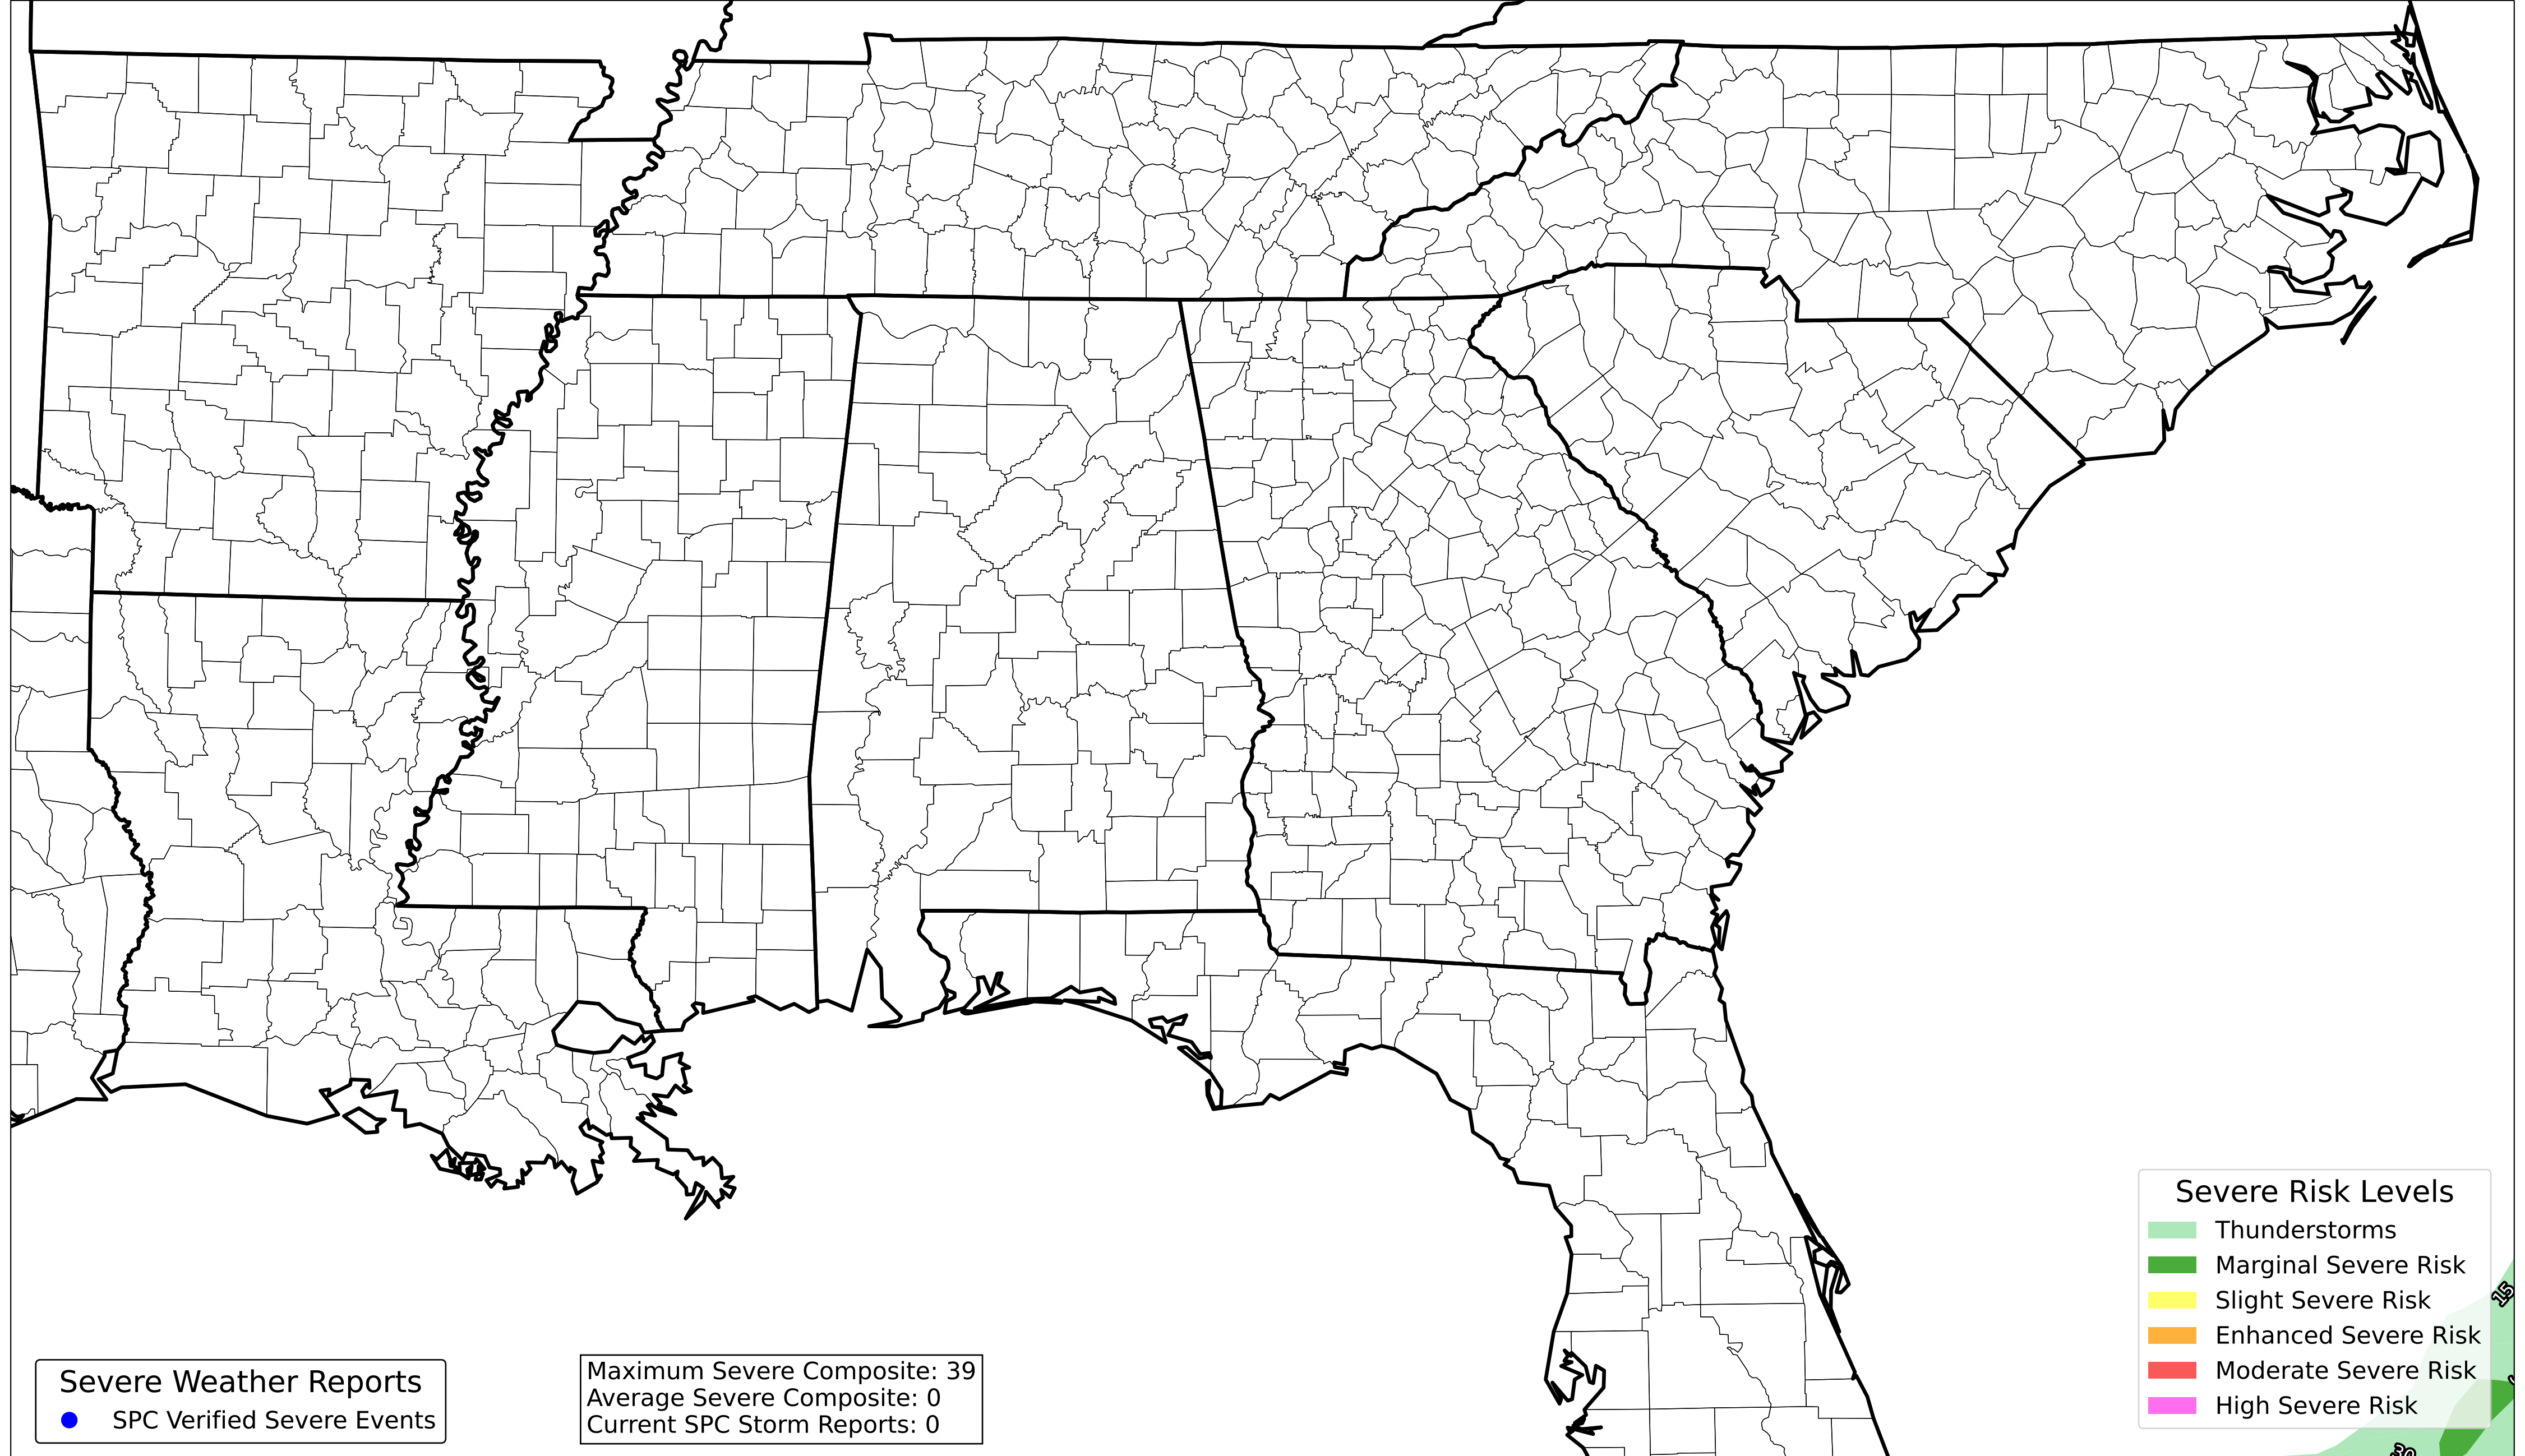 Severe Risk Levels
Thunderstorms
Marginal Severe Risk
Slight Severe Risk
Enhanced Severe Risk
Moderate Severe Risk
High Severe Risk
15
30
Severe Weather Reports
SPC Verified Severe Events
Maximum Severe Composite: 39
Average Severe Composite: 0
Current SPC Storm Reports: 0